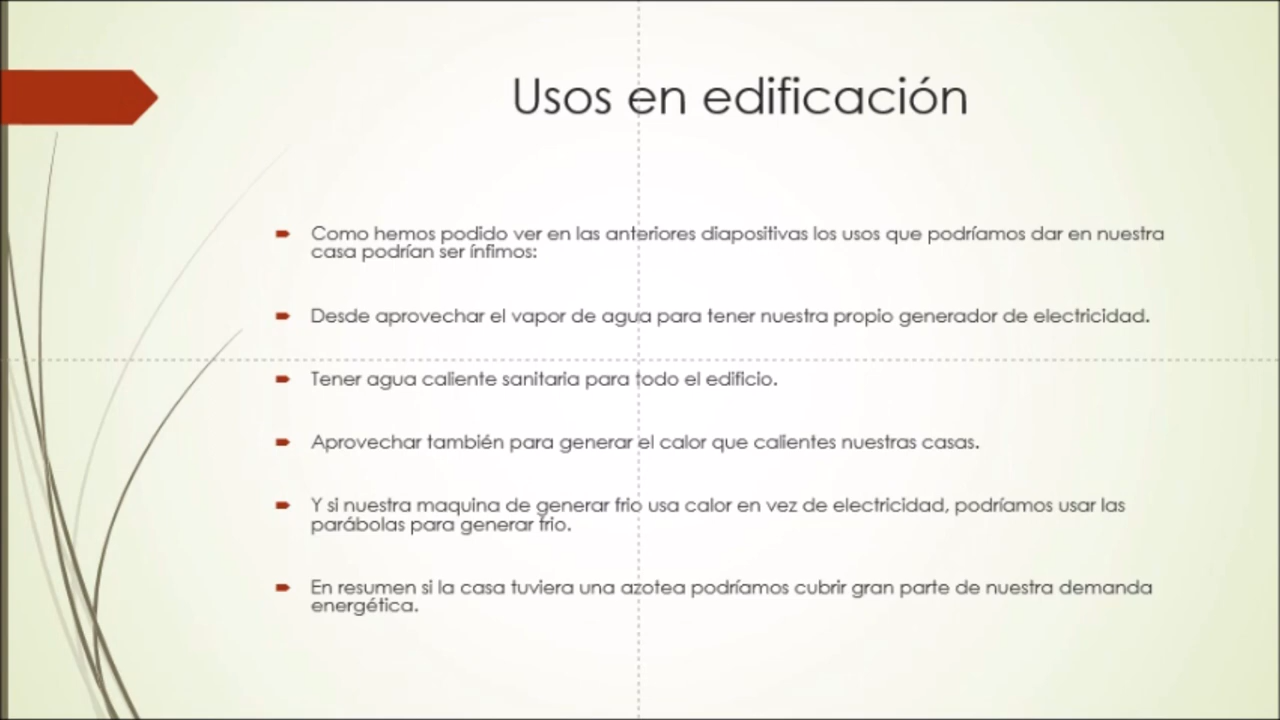 Usos en edificación
Como hemos podido ver en las anteriores diapositivas los usos que podríamos dar en nuestra
casa podrían ser ínfimos:
Desde aprovechar el vapor de agua para tener nuestra propio generador de electricidad.
Tener agua caliente sanitaria para todo el edificio.
Aprovechar también para generar el calor que calientes nuestras casas.
Y si nuestra maquina de generar frio usa calor en vez de electricidad, podríamos usar las
parábolas para generar frio.
En resumen si la casa tuviera una azotea podríamos cubrir gran parte de nuestra demanda
energética.